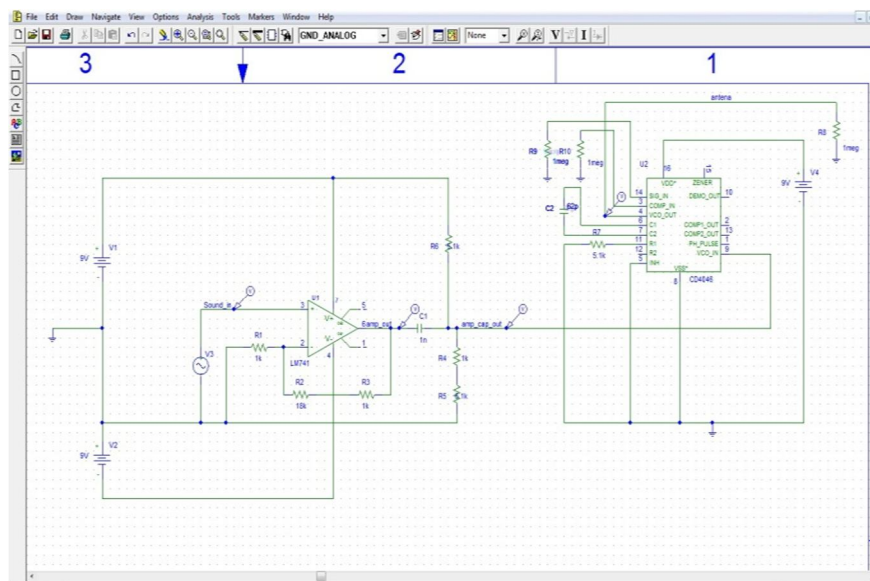 File Edit Draw Navigate View Options Analysis Tools Markers Window Help
GND_ANALOG
None
3
2
1
antena
R9
1meg
R10
1meg
R8
1meg
U2
16
15
VDD*
ZENER
V4
9V
14
SIG_IN
DEMO_OUT
10
3
COMP_IN
4
VCO_OUT
C2
6
C1
COMP1_OUT
2
7
C2
COMP2_OUT
13
R7
5.1k
11
R1
PH_PULSE
1
12
R2
VCO_IN
9
5
INH
VSS*
8
CD4046
V1
9V
R6
Sound_in
U1
7
3
V+
5
6
amp_out
C1
1n
amp_cap_out
R1
1k
2
V-
4
1
LM741
V3
R4
1k
R2
18k
R3
1k
R5
V2
9V